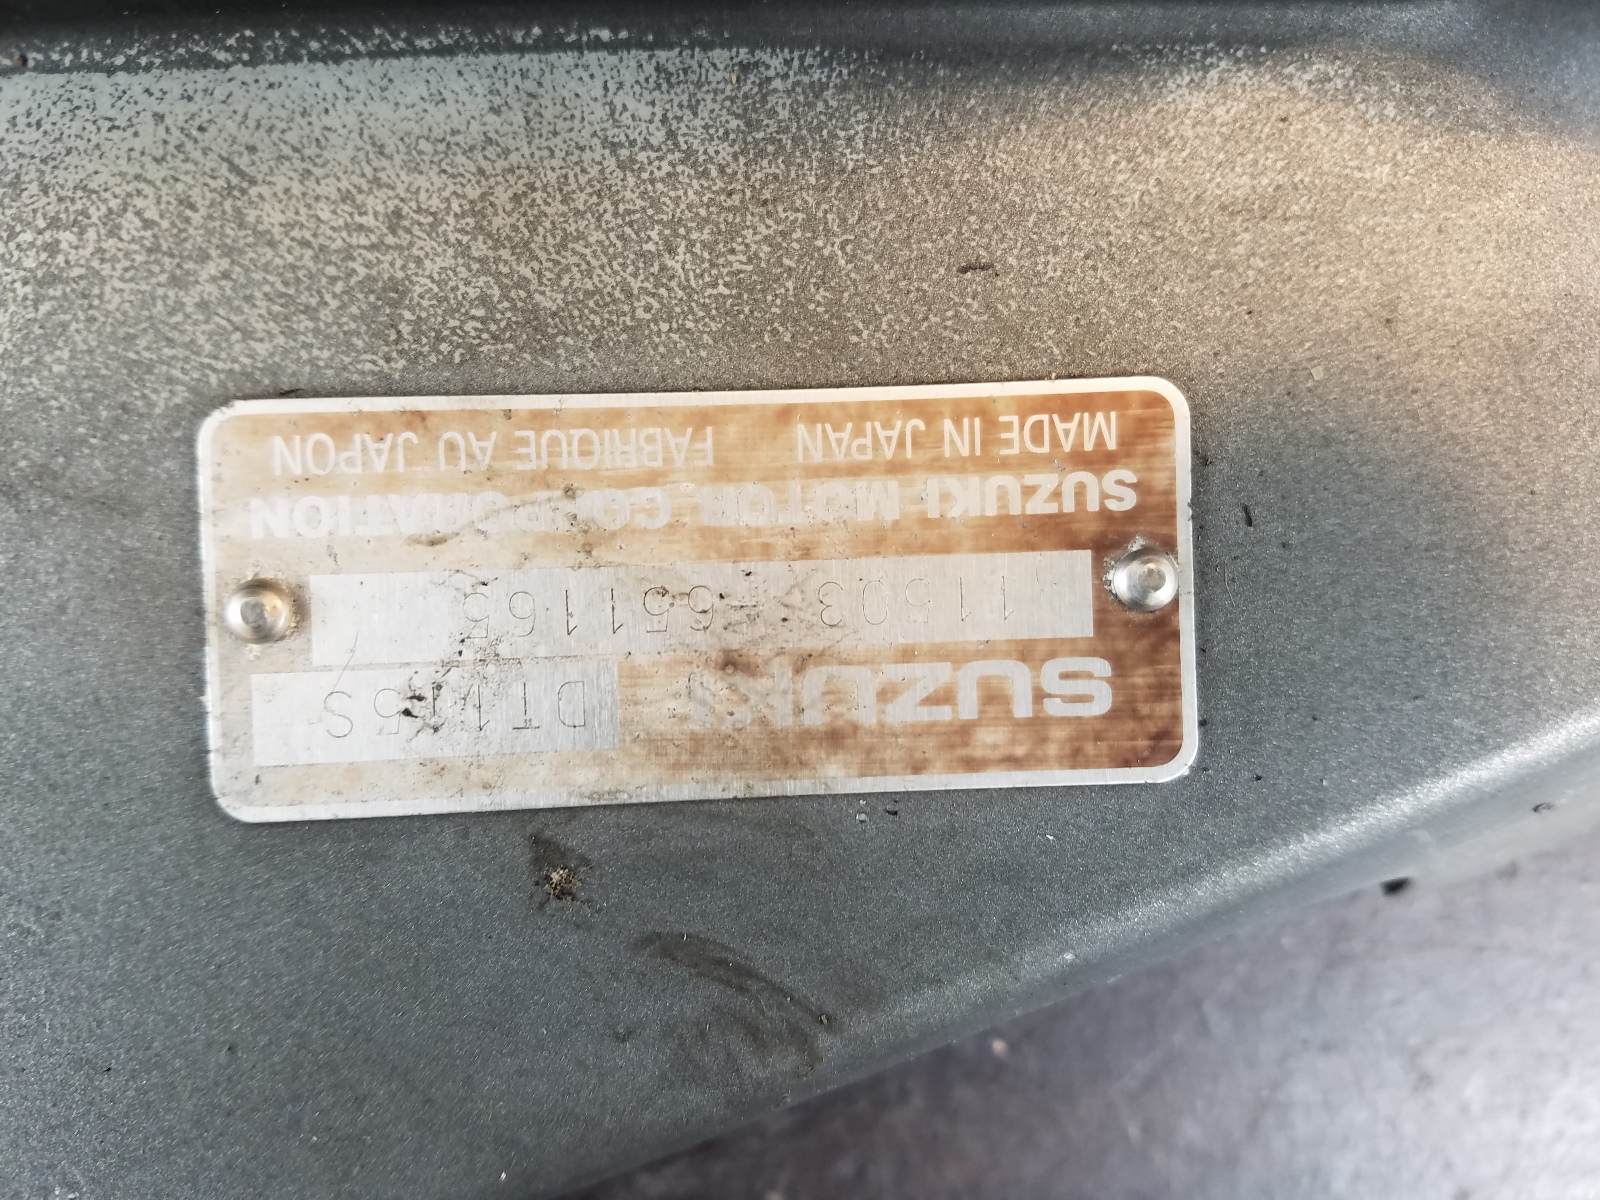 SUZUKI DT115S
11503-651165
SUZUKI MOTOR CORPORATION
MADE IN JAPAN FABRIQUE AU JAPON